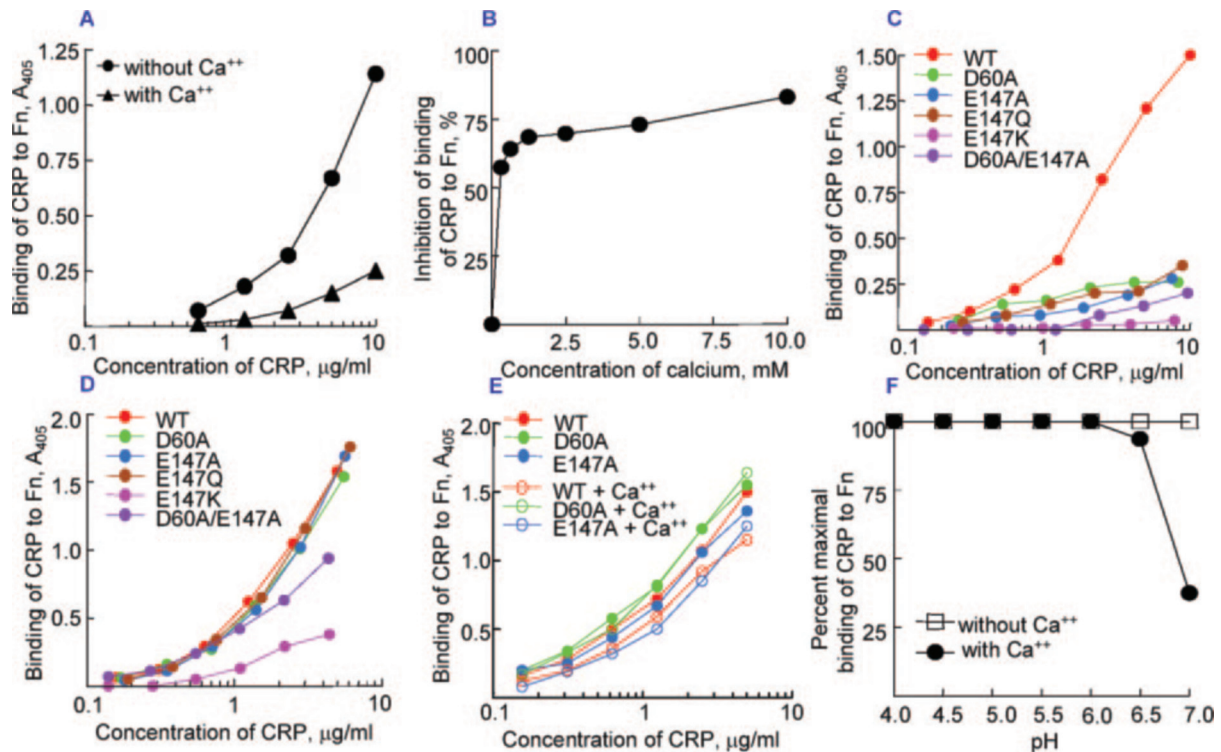 A
Binding of CRP to Fn, A₄₀₅
1.25
1.00
0.75
0.50
0.25
without Ca⁺⁺
with Ca⁺⁺
0.1
1
10
Concentration of CRP, μg/ml
B
Inhibition of binding
of CRP to Fn, %
100
75
50
25
2.5
5.0
7.5
10.0
Concentration of calcium, mM
C
Binding of CRP to Fn, A₄₀₅
1.50
1.25
1.00
0.50
0.25
WT
D60A
E147A
E147Q
E147K
D60A/E147A
0.1
1
10
Concentration of CRP, μg/ml
D
Binding of CRP to Fn, A₄₀₅
2.0
1.5
1.0
0.5
WT
D60A
E147A
E147Q
E147K
D60A/E147A
0.1
1
10
Concentration of CRP, μg/ml
E
Binding of CRP to Fn, A₄₀₅
2.0
1.5
1.0
0.5
WT
D60A
E147A
WT + Ca⁺⁺
D60A + Ca⁺⁺
E147A + Ca⁺⁺
0.1
1
10
Concentration of CRP, μg/ml
F
Percent maximal
binding of CRP to Fn
100
75
50
25
without Ca⁺⁺
with Ca⁺⁺
4.0
4.5
5.0
5.5
6.0
6.5
7.0
pH